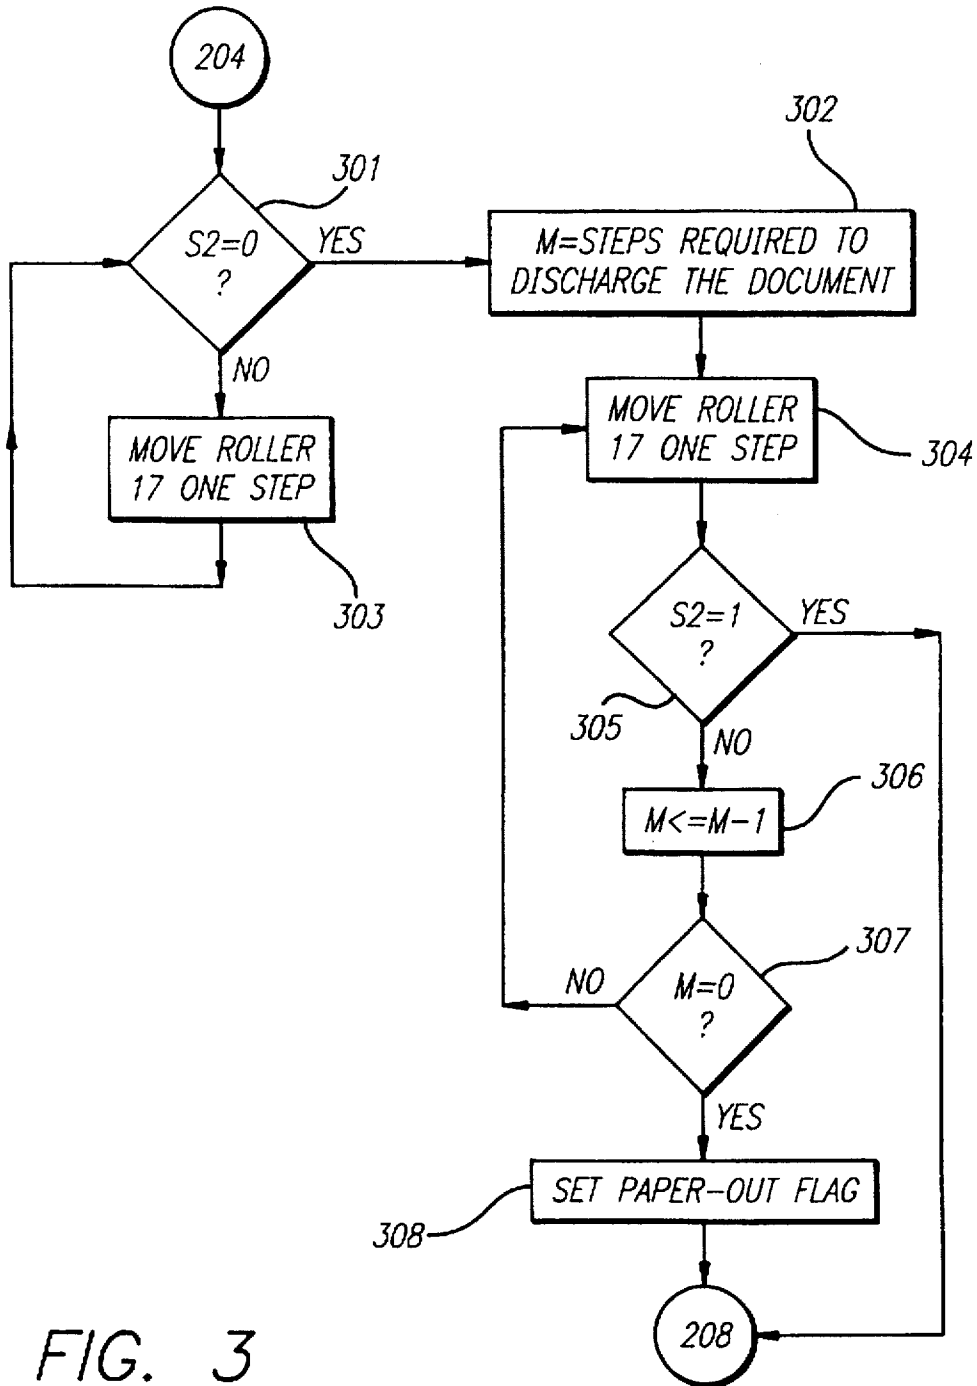 204
301
S2=0
?
YES
NO
302
M=STEPS REQUIRED TO
DISCHARGE THE DOCUMENT
MOVE ROLLER
17 ONE STEP
303
MOVE ROLLER
17 ONE STEP
304
S2=1
?
YES
305
NO
M<=M-1
306
307
M=0
?
NO
YES
SET PAPER-OUT FLAG
308
208
FIG. 3